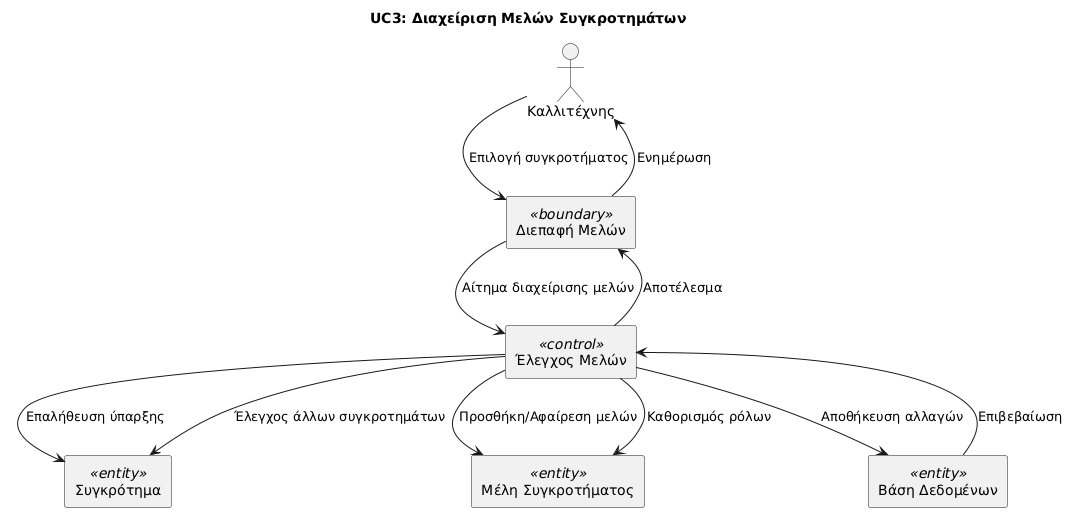 UC3: Διαχείριση Μελών Συγκροτημάτων
Καλλιτέχνης
Επιλογή συγκροτήματος
Ενημέρωση
«boundary»
Διεπαφή Μελών
Αίτημα διαχείρισης μελών
Αποτέλεσμα
«control»
Έλεγχος Μελών
Επαλήθευση ύπαρξης
Έλεγχος άλλων συγκροτημάτων
Προσθήκη/Αφαίρεση μελών
Καθορισμός ρόλων
Αποθήκευση αλλαγών
Επιβεβαίωση
«entity»
Συγκρότημα
«entity»
Μέλη Συγκροτήματος
«entity»
Βάση Δεδομένων